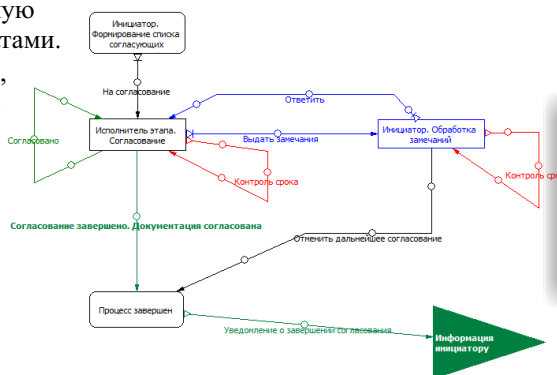 ную
тами.
,
Инициатор.
Формирование списка
согласующих
На согласование
Ответить
Согласовано
Исполнитель этапа.
Согласование
Выдать замечания
Инициатор. Обработка
замечаний
Контроль срока
Контроль сро
Согласование завершено. Документация согласована
Отменить дальнейшее согласование
Процесс завершен
Уведомление о завершении согласования
Информация
инициатору